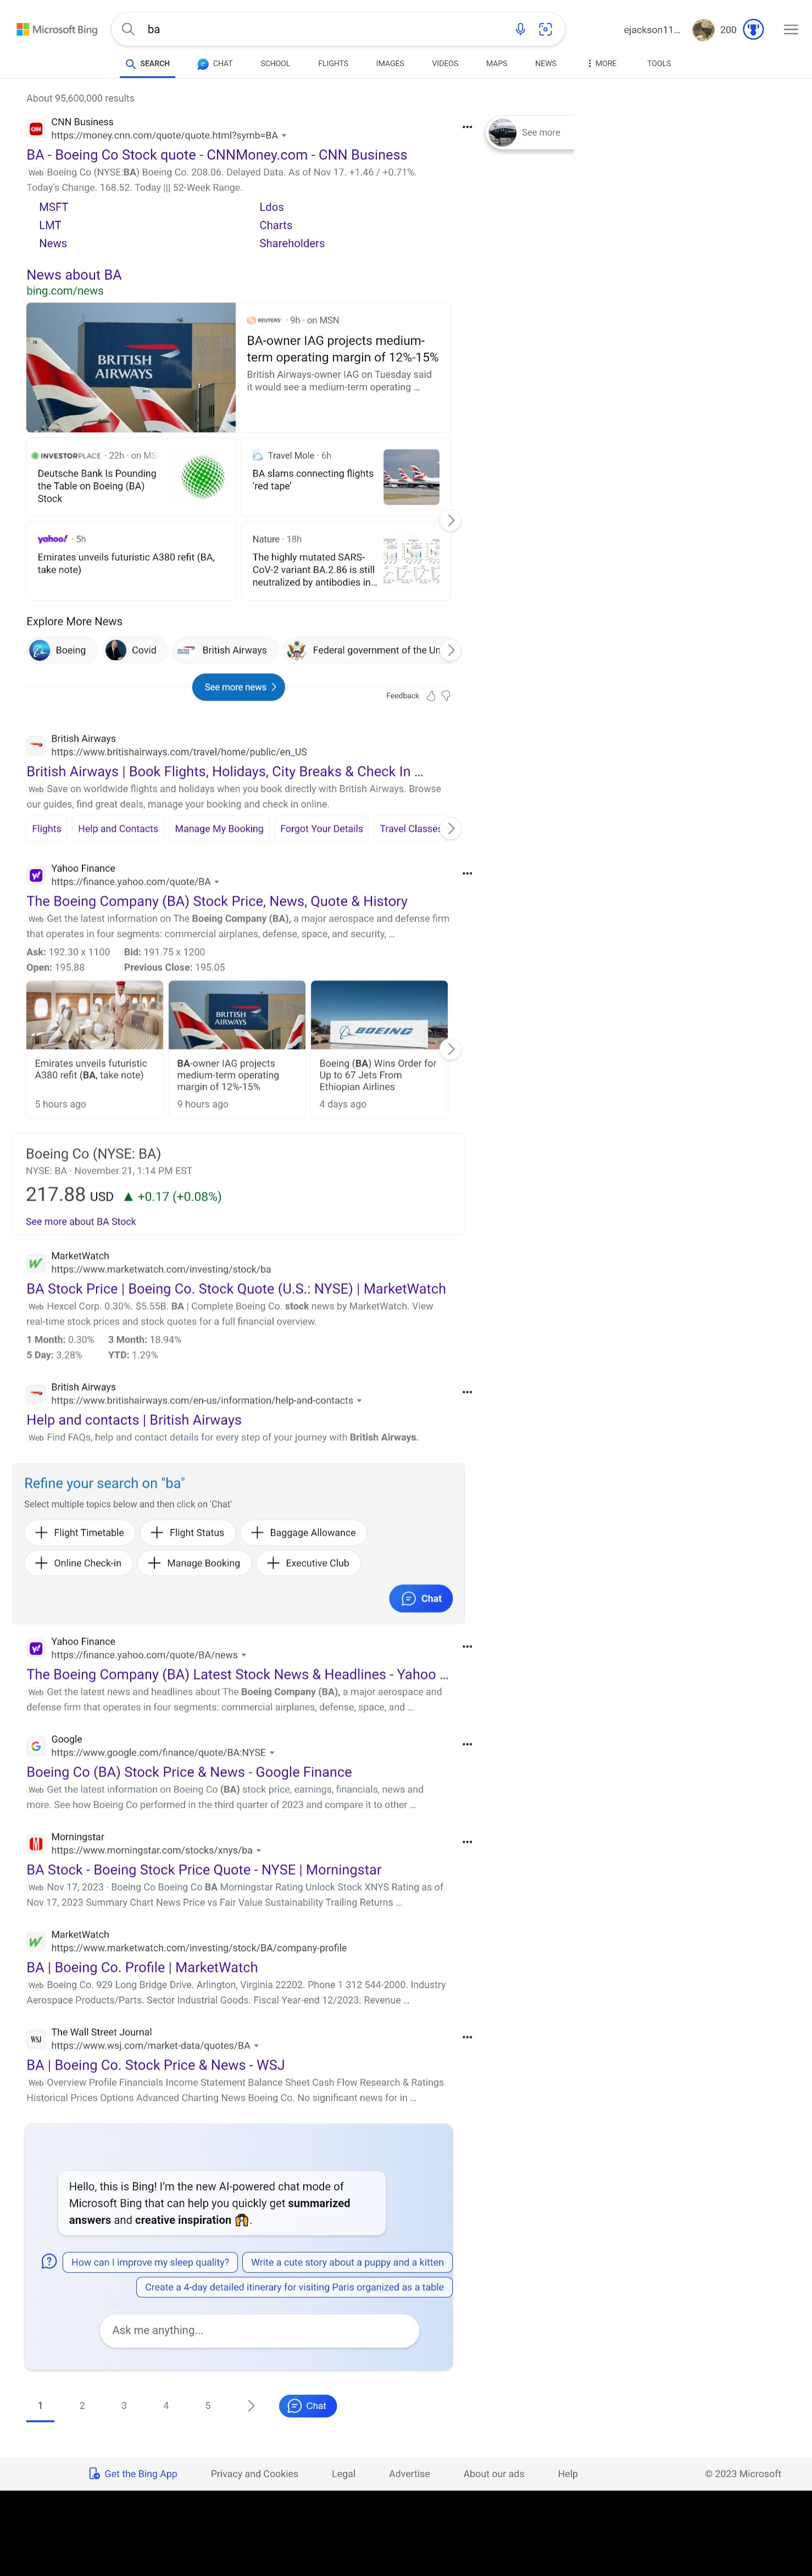 Microsoft Bing
ba
ejackson11...
200
SEARCH
CHAT
SCHOOL
FLIGHTS
IMAGES
VIDEOS
MAPS
NEWS
MORE
TOOLS
About 95,600,000 results
CNN
CNN Business
https://money.cnn.com/quote/quote.html?symb=BA
See more
BA - Boeing Co Stock quote - CNNMoney.com - CNN Business
Web Boeing Co (NYSE:BA) Boeing Co. 208.06. Delayed Data. As of Nov 17. +1.46 / +0.71%.
Today's Change. 168.52. Today ||| 52-Week Range.
MSFT
Ldos
LMT
Charts
News
Shareholders
News about BA
bing.com/news
BRITISH
AIRWAYS
REUTERS · 9h · on MSN
BA-owner IAG projects medium-
term operating margin of 12%-15%
British Airways-owner IAG on Tuesday said
it would see a medium-term operating ...
INVESTORPLACE · 22h · on MS
Deutsche Bank Is Pounding
the Table on Boeing (BA)
Stock
Travel Mole · 6h
BA slams connecting flights
'red tape'
yahoo! · 5h
Emirates unveils futuristic A380 refit (BA,
take note)
Nature · 18h
The highly mutated SARS-
CoV-2 variant BA.2.86 is still
neutralized by antibodies in...
Explore More News
Boeing
Covid
British Airways
Federal government of the Un
See more news
Feedback
British Airways
https://www.britishairways.com/travel/home/public/en_US
British Airways | Book Flights, Holidays, City Breaks & Check In ...
Web Save on worldwide flights and holidays when you book directly with British Airways. Browse
our guides, find great deals, manage your booking and check in online.
Flights
Help and Contacts
Manage My Booking
Forgot Your Details
Travel Classes
Yahoo Finance
https://finance.yahoo.com/quote/BA
The Boeing Company (BA) Stock Price, News, Quote & History
Web Get the latest information on The Boeing Company (BA), a major aerospace and defense firm
that operates in four segments: commercial airplanes, defense, space, and security, ...
Ask: 192.30 x 1100 Bid: 191.75 x 1200
Open: 195.88 Previous Close: 195.05
BRITISH
AIRWAYS
BOEING
Emirates unveils futuristic
A380 refit (BA, take note)
5 hours ago
BA-owner IAG projects
medium-term operating
margin of 12%-15%
9 hours ago
Boeing (BA) Wins Order for
Up to 67 Jets From
Ethiopian Airlines
4 days ago
Boeing Co (NYSE: BA)
NYSE: BA · November 21, 1:14 PM EST
217.88 USD ▲ +0.17 (+0.08%)
See more about BA Stock
MarketWatch
https://www.marketwatch.com/investing/stock/ba
BA Stock Price | Boeing Co. Stock Quote (U.S.: NYSE) | MarketWatch
Web Hexcel Corp. 0.30%. $5.55B. BA | Complete Boeing Co. stock news by MarketWatch. View
real-time stock prices and stock quotes for a full financial overview.
1 Month: 0.30% 3 Month: 18.94%
5 Day: 3.28% YTD: 1.29%
British Airways
https://www.britishairways.com/en-us/information/help-and-contacts
Help and contacts | British Airways
Web Find FAQs, help and contact details for every step of your journey with British Airways.
Refine your search on "ba"
Select multiple topics below and then click on 'Chat'
Flight Timetable
Flight Status
Baggage Allowance
Online Check-in
Manage Booking
Executive Club
Chat
Yahoo Finance
https://finance.yahoo.com/quote/BA/news
The Boeing Company (BA) Latest Stock News & Headlines - Yahoo ...
Web Get the latest news and headlines about The Boeing Company (BA), a major aerospace and
defense firm that operates in four segments: commercial airplanes, defense, space, and ...
Google
https://www.google.com/finance/quote/BA:NYSE
Boeing Co (BA) Stock Price & News - Google Finance
Web Get the latest information on Boeing Co (BA) stock price, earnings, financials, news and
more. See how Boeing Co performed in the third quarter of 2023 and compare it to other ...
Morningstar
https://www.morningstar.com/stocks/xnys/ba
BA Stock - Boeing Stock Price Quote - NYSE | Morningstar
Web Nov 17, 2023 · Boeing Co Boeing Co BA Morningstar Rating Unlock Stock XNYS Rating as of
Nov 17, 2023 Summary Chart News Price vs Fair Value Sustainability Trailing Returns ...
MarketWatch
https://www.marketwatch.com/investing/stock/BA/company-profile
BA | Boeing Co. Profile | MarketWatch
Web Boeing Co. 929 Long Bridge Drive. Arlington, Virginia 22202. Phone 1 312 544-2000. Industry
Aerospace Products/Parts. Sector Industrial Goods. Fiscal Year-end 12/2023. Revenue ...
WSJ
The Wall Street Journal
https://www.wsj.com/market-data/quotes/BA
BA | Boeing Co. Stock Price & News - WSJ
Web Overview Profile Financials Income Statement Balance Sheet Cash Flow Research & Ratings
Historical Prices Options Advanced Charting News Boeing Co. No significant news for in ...
Hello, this is Bing! I'm the new AI-powered chat mode of
Microsoft Bing that can help you quickly get summarized
answers and creative inspiration 🙌.
How can I improve my sleep quality?
Write a cute story about a puppy and a kitten
Create a 4-day detailed itinerary for visiting Paris organized as a table
Ask me anything...
1 2 3 4 5
Chat
Get the Bing App
Privacy and Cookies
Legal
Advertise
About our ads
Help
© 2023 Microsoft